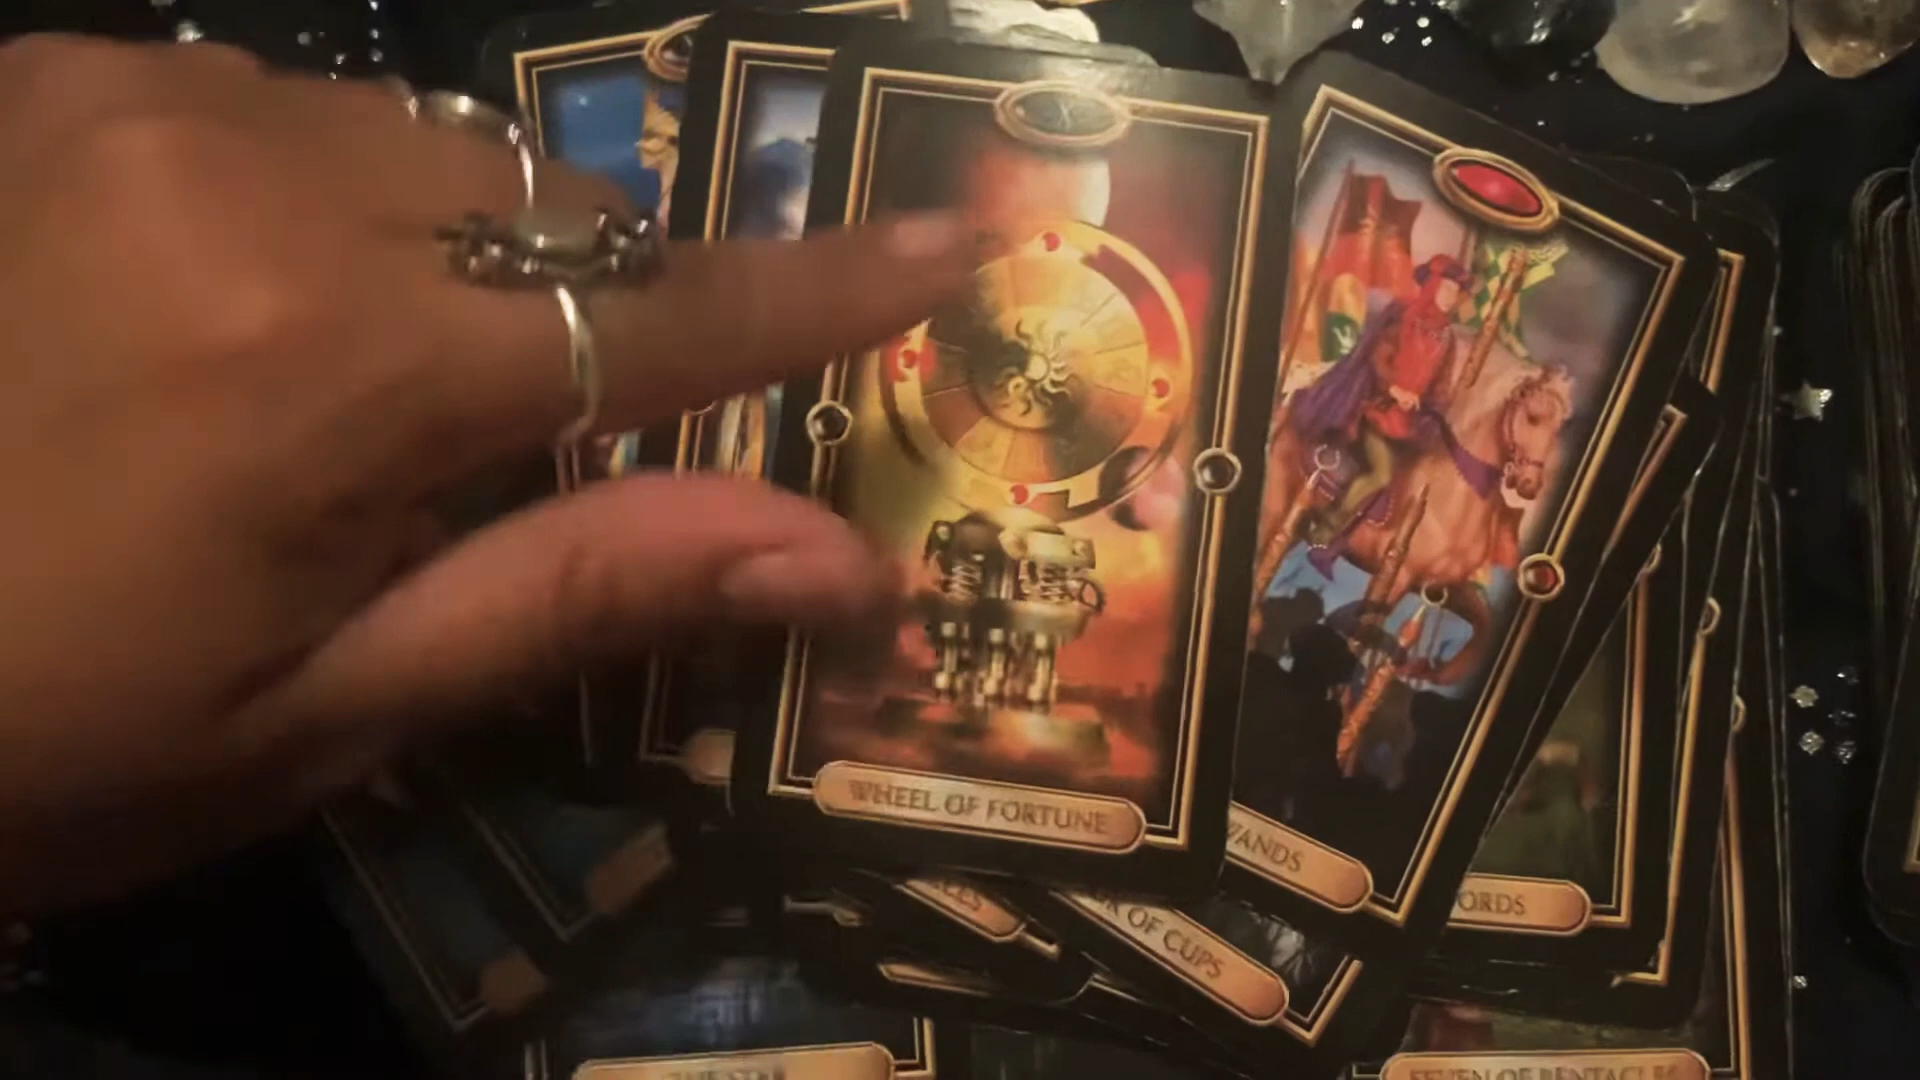 X
WHEEL OF FORTUNE
WANDS
ORDS
OF CUPS
SEVEN OF PENTACLES